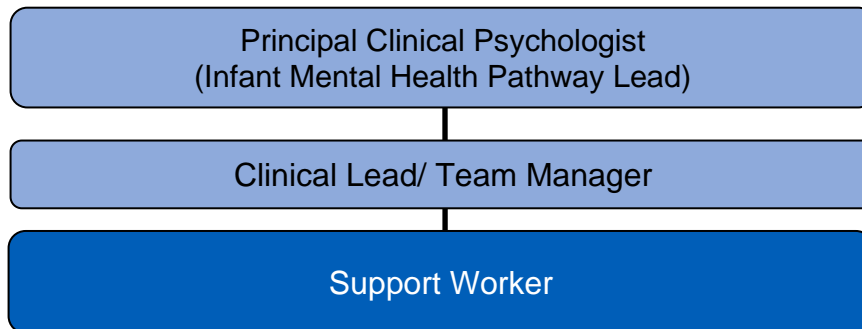 Principal Clinical Psychologist
(Infant Mental Health Pathway Lead)
Clinical Lead/ Team Manager
Support Worker